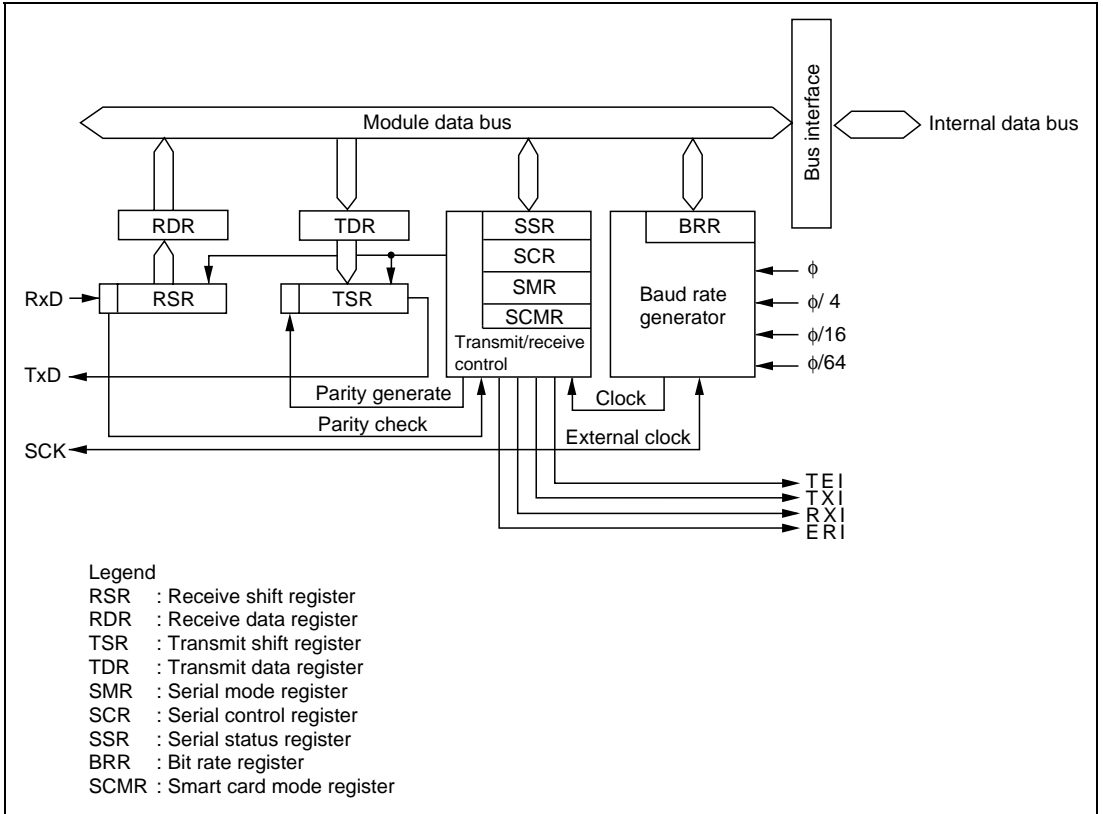 Bus interface
Module data bus
Internal data bus
RDR
TDR
SSR
BRR
SCR
SMR
SCMR
Transmit/receive
control
Baud rate
generator
ϕ
ϕ/ 4
ϕ/16
ϕ/64
RxD
RSR
TSR
TxD
Parity generate
Clock
Parity check
External clock
SCK
TEI
TXI
RXI
ERI
Legend
RSR : Receive shift register
RDR : Receive data register
TSR : Transmit shift register
TDR : Transmit data register
SMR : Serial mode register
SCR : Serial control register
SSR : Serial status register
BRR : Bit rate register
SCMR : Smart card mode register